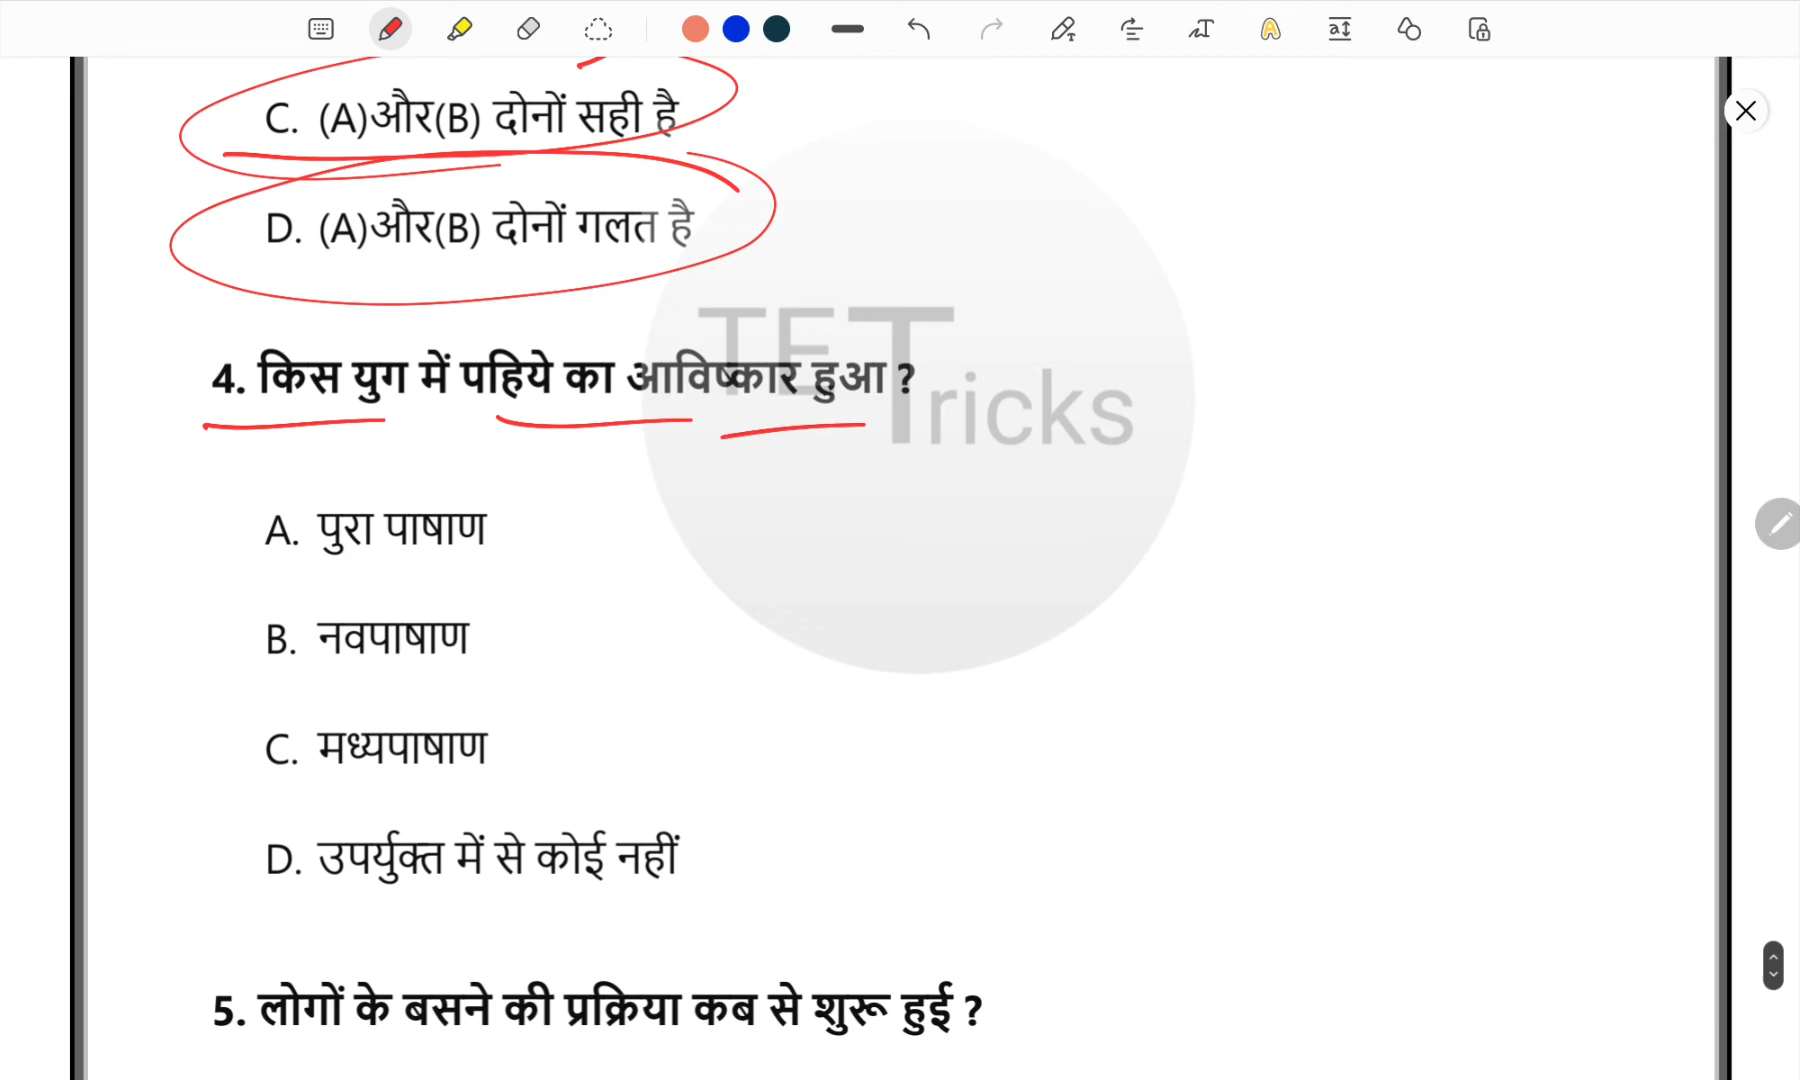 C. (A)और(B) दोनों सही है
D. (A)और(B) दोनों गलत है
TETricks
4. किस युग में पहिये का आविष्कार हुआ ?
A. पुरा पाषाण
B. नवपाषाण
C. मध्यपाषाण
D. उपर्युक्त में से कोई नहीं
5. लोगों के बसने की प्रक्रिया कब से शुरू हुई ?